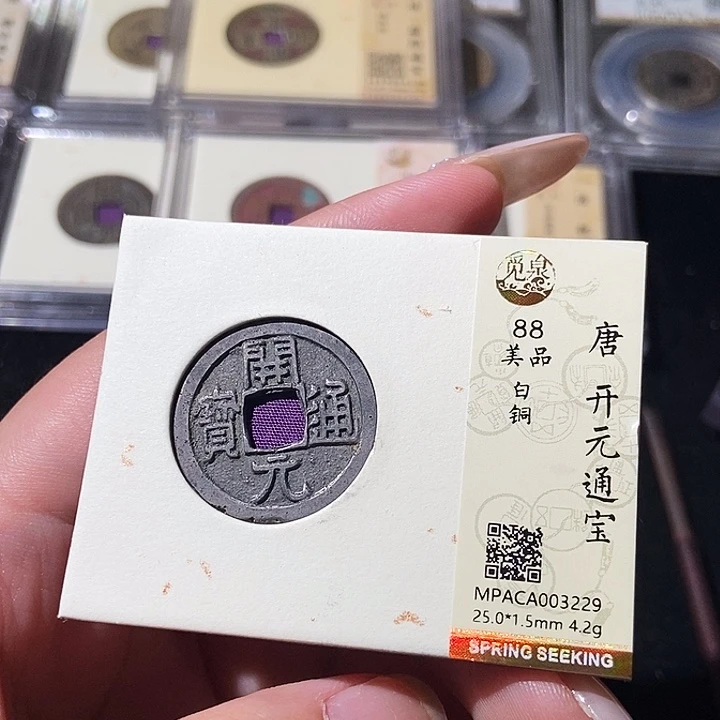 開
元
通
寶
覓泉
88
美品
白
铜
唐 开元通宝
MPACA003229
25.0*1.5mm 4.2g
SPRING SEEKING